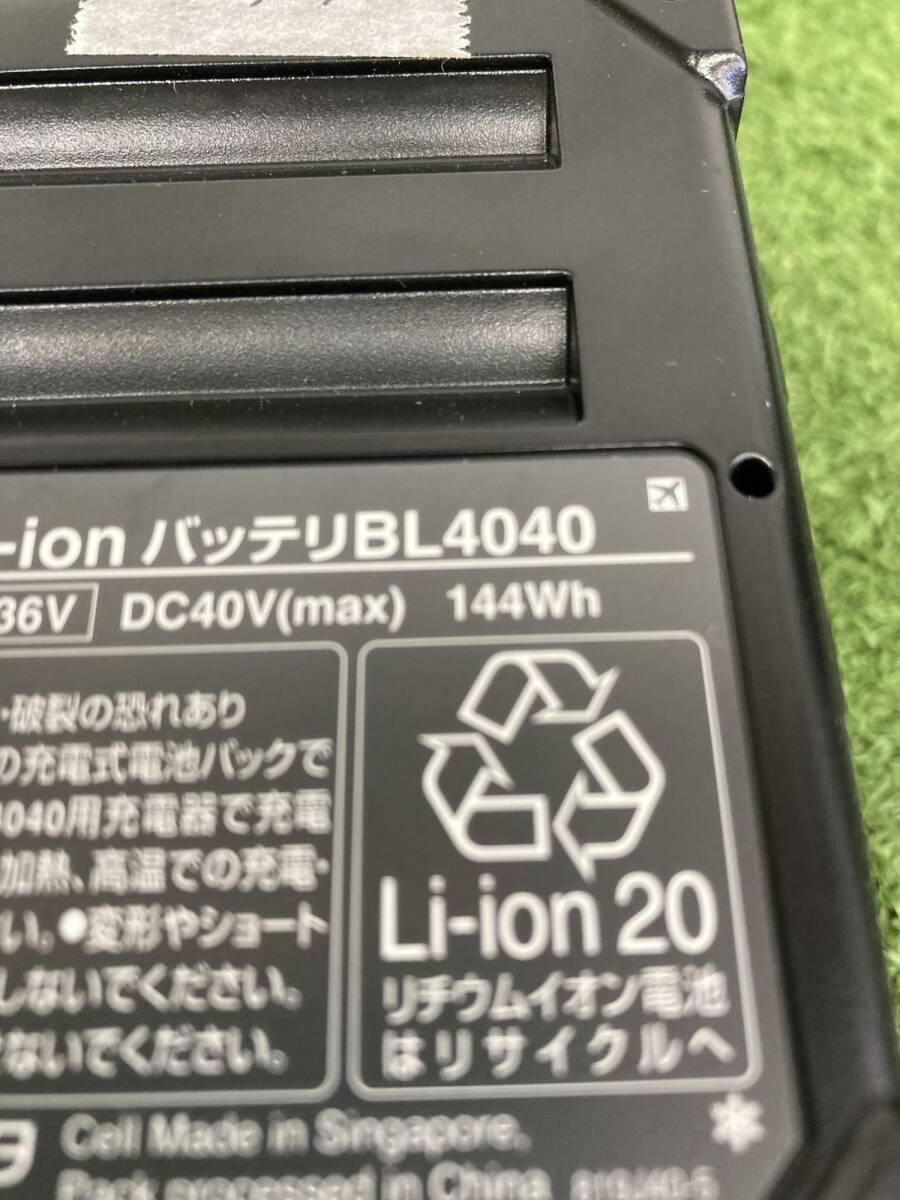 -ion バッテリBL4040
36V DC40V(max) 144Wh
・破裂の恐れあり
の充電式電池パックで
4040用充電器で充電
加熱、高温での充電・
い。●変形やショート
しないでください。
ないでください。
Li-ion 20
リチウムイオン電池
はリサイクルへ
Cell Made in Singapore,
Pack processed in China